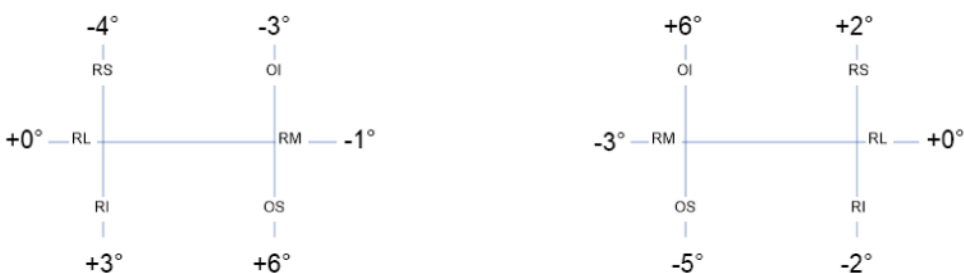 -4° -3° +6° +2°
RS OI OI RS
+0° RL RM -1° -3° RM RL +0°
RI OS OS RI
+3° +6° -5° -2°